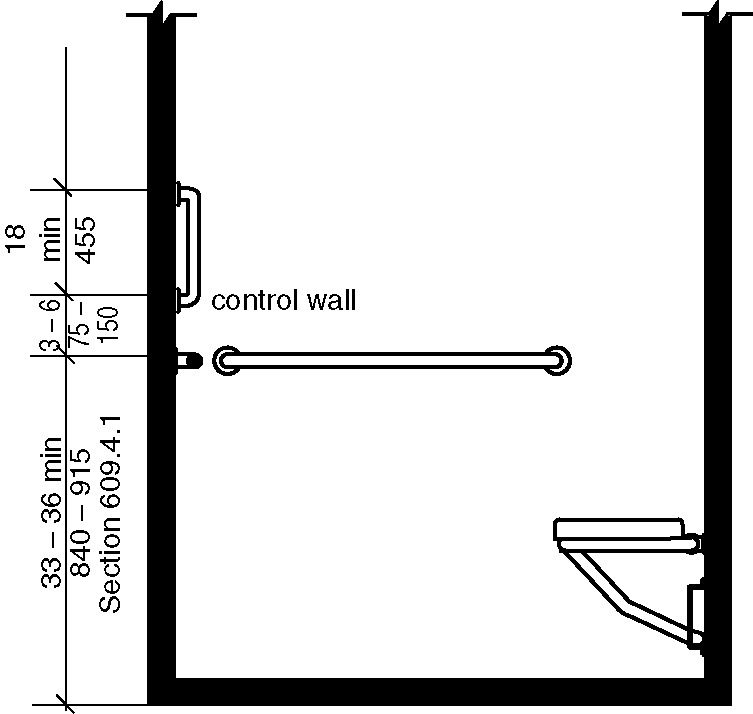 18
min
455
3 – 6
75 –
150
control wall
33 – 36 min
840 – 915
Section 609.4.1